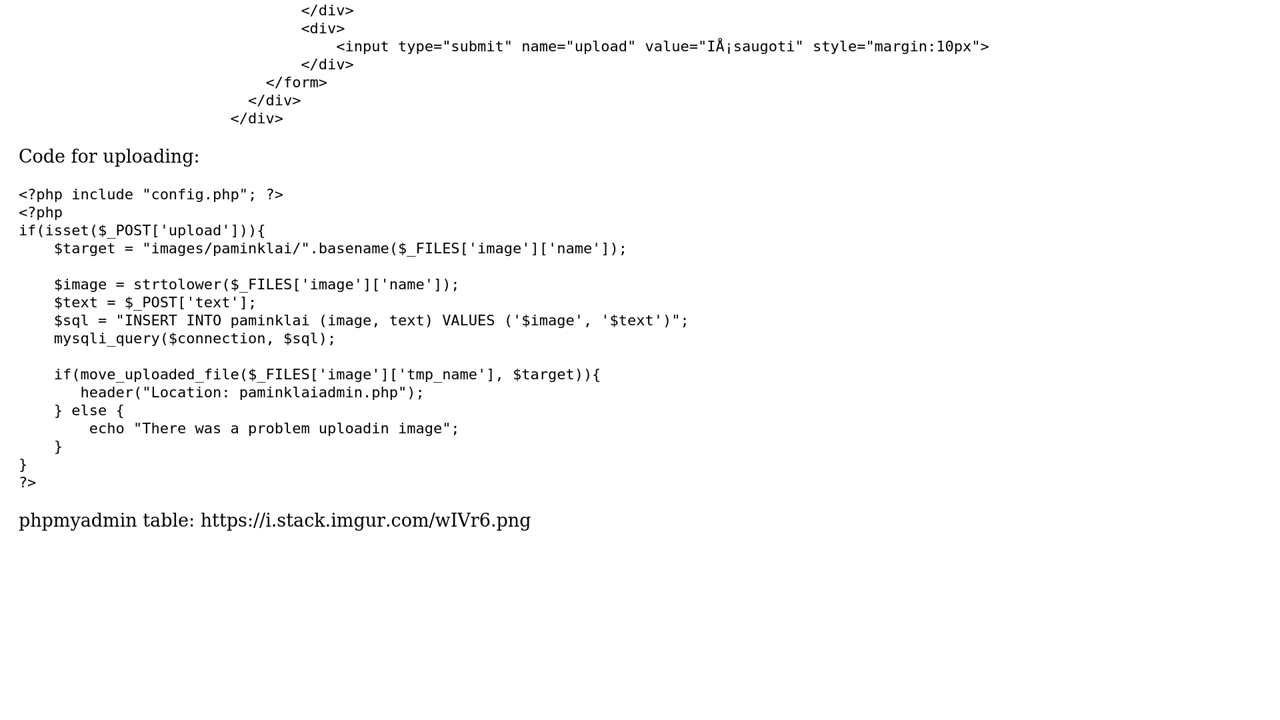 </div>
<div>
<input type="submit" name="upload" value="IÅ¡saugoti" style="margin:10px">
</div>
</form>
</div>
</div>
Code for uploading:
<?php include "config.php"; ?>
<?php
if(isset($_POST['upload'])){
$target = "images/paminklai/".basename($_FILES['image']['name']);
$image = strtolower($_FILES['image']['name']);
$text = $_POST['text'];
$sql = "INSERT INTO paminklai (image, text) VALUES ('$image', '$text')";
mysqli_query($connection, $sql);
if(move_uploaded_file($_FILES['image']['tmp_name'], $target)){
header("Location: paminklaiadmin.php");
} else {
echo "There was a problem uploadin image";
}
}
?>
phpmyadmin table: https://i.stack.imgur.com/wIVr6.png